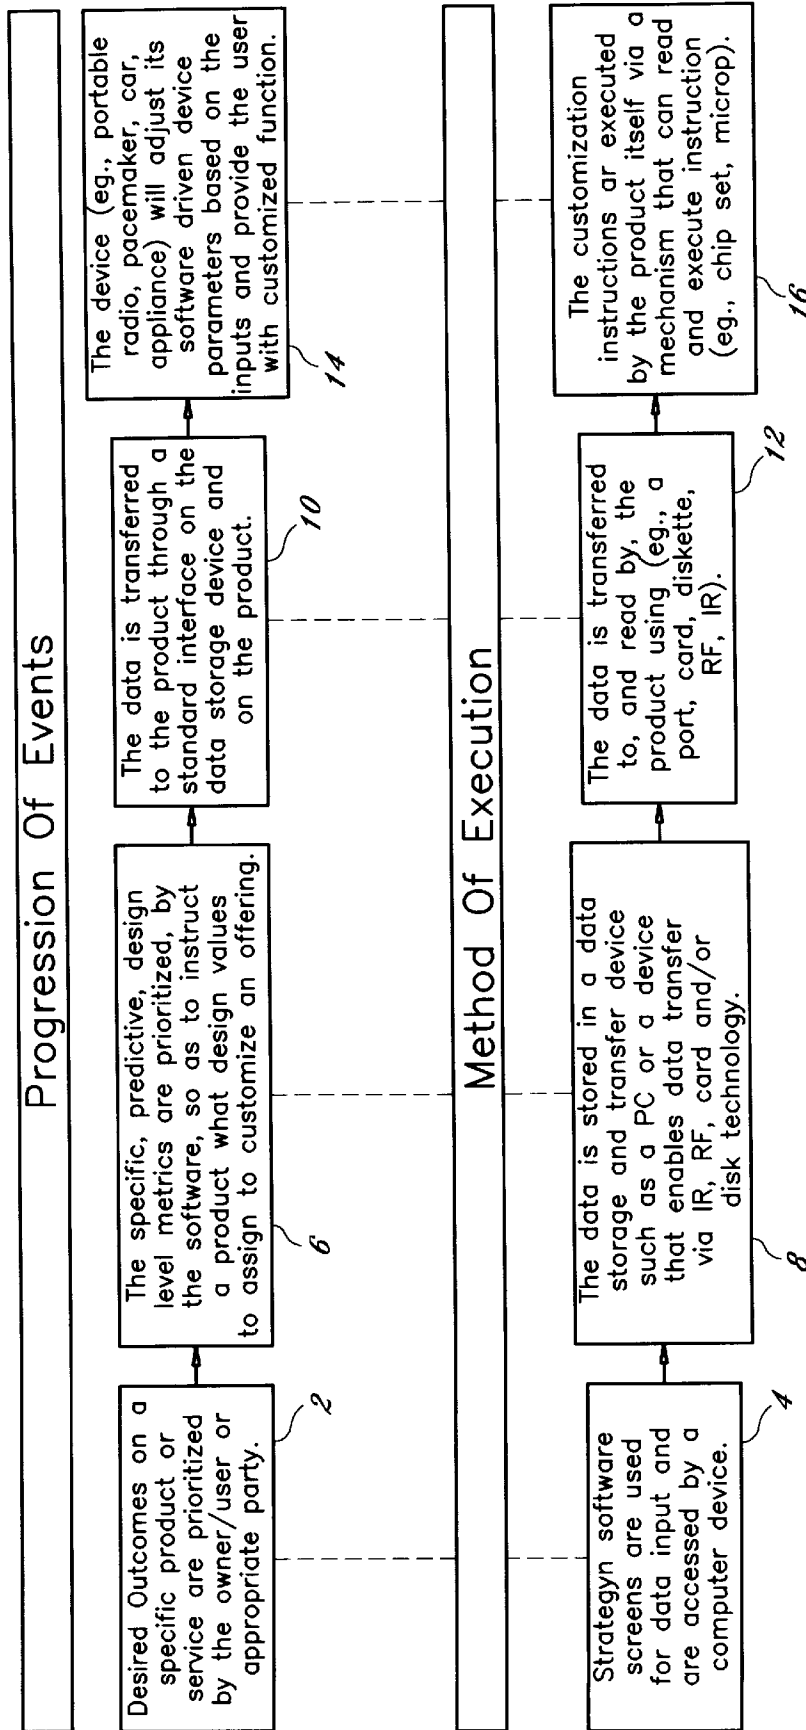 Progression Of Events
Desired Outcomes on a
specific product or
service are prioritized
by the owner/user or
appropriate party.
2
The specific, predictive, design
level metrics are prioritized, by
the software, so as to instruct
a product what design values
to assign to customize an offering.
6
The data is transferred
to the product through a
standard interface on the
data storage device and
on the product.
10
The device (eg., portable
radio, pacemaker, car,
appliance) will adjust its
software driven device
parameters based on the
inputs and provide the user
with customized function.
14
Method Of Execution
Strategyn software
screens are used
for data input and
are accessed by a
computer device.
4
The data is stored in a data
storage and transfer device
such as a PC or a device
that enables data transfer
via IR, RF, card and/or
disk technology.
8
The data is transferred
to, and read by, the
product using (eg., a
port, card, diskette,
RF, IR).
12
The customization
instructions ar executed
by the product itself via a
mechanism that can read
and execute instruction
(eg., chip set, microp).
16